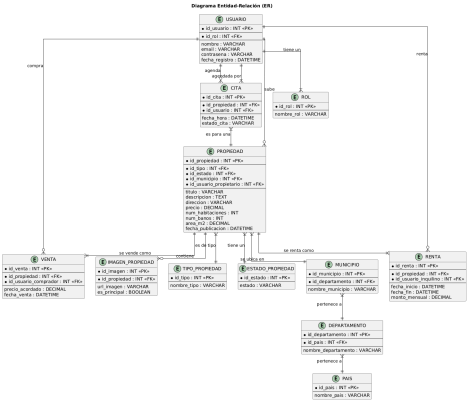 Diagrama Entidad-Relación (ER)
E USUARIO
id_usuario : INT «PK»
id_rol : INT «FK»
nombre : VARCHAR
email : VARCHAR
contrasena : VARCHAR
fecha_registro : DATETIME
compra
agenda
agendada por
tiene un
renta
sube
E CITA
id_cita : INT «PK»
id_propiedad : INT «FK»
id_usuario : INT «FK»
fecha_hora : DATETIME
estado_cita : VARCHAR
E ROL
id_rol : INT «PK»
nombre_rol : VARCHAR
es para una
E PROPIEDAD
id_propiedad : INT «PK»
id_tipo : INT «FK»
id_estado : INT «FK»
id_municipio : INT «FK»
id_usuario_propietario : INT «FK»
titulo : VARCHAR
descripcion : TEXT
direccion : VARCHAR
precio : DECIMAL
num_habitaciones : INT
num_banos : INT
area_m2 : DECIMAL
fecha_publicacion : DATETIME
se vende como
contiene
es de tipo
tiene un
se ubica en
se renta como
E VENTA
id_venta : INT «PK»
id_propiedad : INT «FK»
id_usuario_comprador : INT «FK»
precio_acordado : DECIMAL
fecha_venta : DATETIME
E IMAGEN_PROPIEDAD
id_imagen : INT «PK»
id_propiedad : INT «FK»
url_imagen : VARCHAR
es_principal : BOOLEAN
E TIPO_PROPIEDAD
id_tipo : INT «PK»
nombre_tipo : VARCHAR
E ESTADO_PROPIEDAD
id_estado : INT «PK»
estado : VARCHAR
E MUNICIPIO
id_municipio : INT «PK»
id_departamento : INT «FK»
nombre_municipio : VARCHAR
E RENTA
id_renta : INT «PK»
id_propiedad : INT «FK»
id_usuario_inquilino : INT «FK»
fecha_inicio : DATETIME
fecha_fin : DATETIME
monto_mensual : DECIMAL
pertenece a
E DEPARTAMENTO
id_departamento : INT «PK»
id_pais : INT «FK»
nombre_departamento : VARCHAR
pertenece a
E PAIS
id_pais : INT «PK»
nombre_pais : VARCHAR